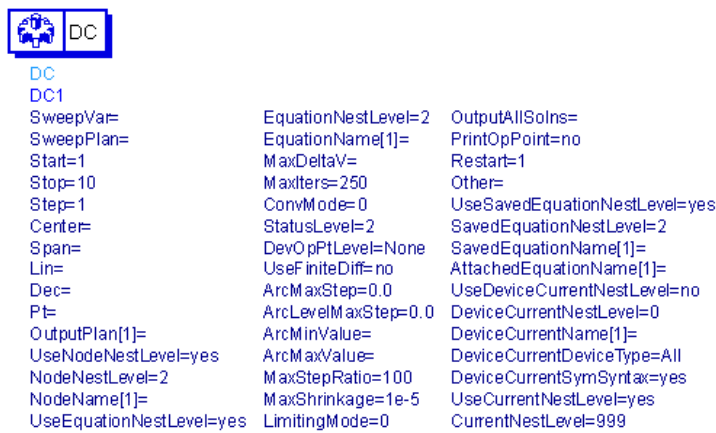 DC
DC
DC1
SweepVar=
SweepPlan=
Start=1
Stop=10
Step=1
Center=
Span=
Lin=
Dec=
Pt=
OutputPlan[1]=
UseNodeNestLevel=yes
NodeNestLevel=2
NodeName[1]=
UseEquationNestLevel=yes
EquationNestLevel=2
EquationName[1]=
MaxDeltaV=
MaxIters=250
ConvMode=0
StatusLevel=2
DevOpPtLevel=None
UseFiniteDiff=no
ArcMaxStep=0.0
ArcLevelMaxStep=0.0
ArcMinValue=
ArcMaxValue=
MaxStepRatio=100
MaxShrinkage=1e-5
LimitingMode=0
OutputAllSolns=
PrintOpPoint=no
Restart=1
Other=
UseSavedEquationNestLevel=yes
SavedEquationNestLevel=2
SavedEquationName[1]=
AttachedEquationName[1]=
UseDeviceCurrentNestLevel=no
DeviceCurrentNestLevel=0
DeviceCurrentName[1]=
DeviceCurrentDeviceType=All
DeviceCurrentSymSyntax=yes
UseCurrentNestLevel=yes
CurrentNestLevel=999